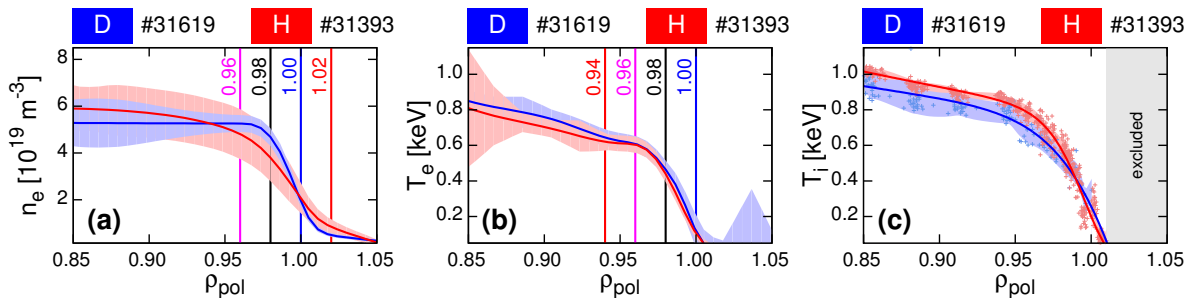 D #31619 H #31393
n_e [10^19 m^-3]
8
6
4
2
0.96
0.98
1.00
1.02
(a)
0.85 0.90 0.95 1.00 1.05
ρ_pol
D #31619 H #31393
T_e [keV]
1.0
0.8
0.6
0.4
0.2
0.94
0.96
0.98
1.00
(b)
0.85 0.90 0.95 1.00 1.05
ρ_pol
D #31619 H #31393
T_i [keV]
1.0
0.8
0.6
0.4
0.2
excluded
(c)
0.85 0.90 0.95 1.00 1.05
ρ_pol